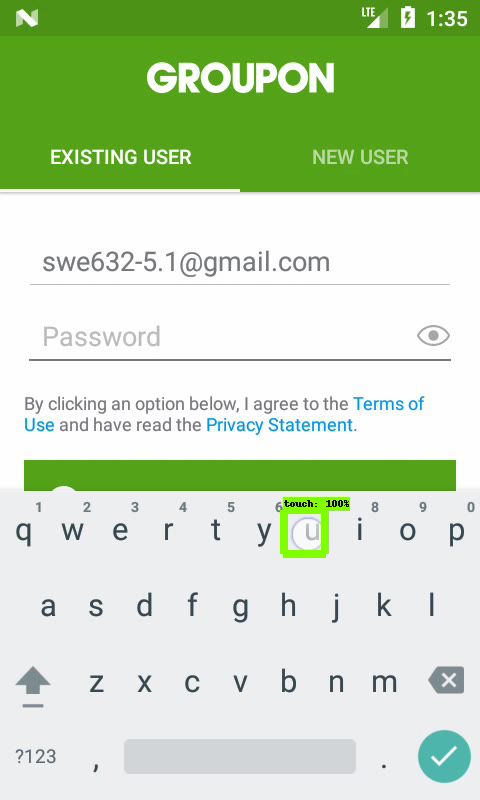 LTE 1:35
GROUPON
EXISTING USER NEW USER
swe632-5.1@gmail.com
Password
By clicking an option below, I agree to the Terms of
Use and have read the Privacy Statement.
touch: 100%
1 2 3 4 5 6 8 9 0
q w e r t y u i o p
a s d f g h j k l
z x c v b n m
?123 , .